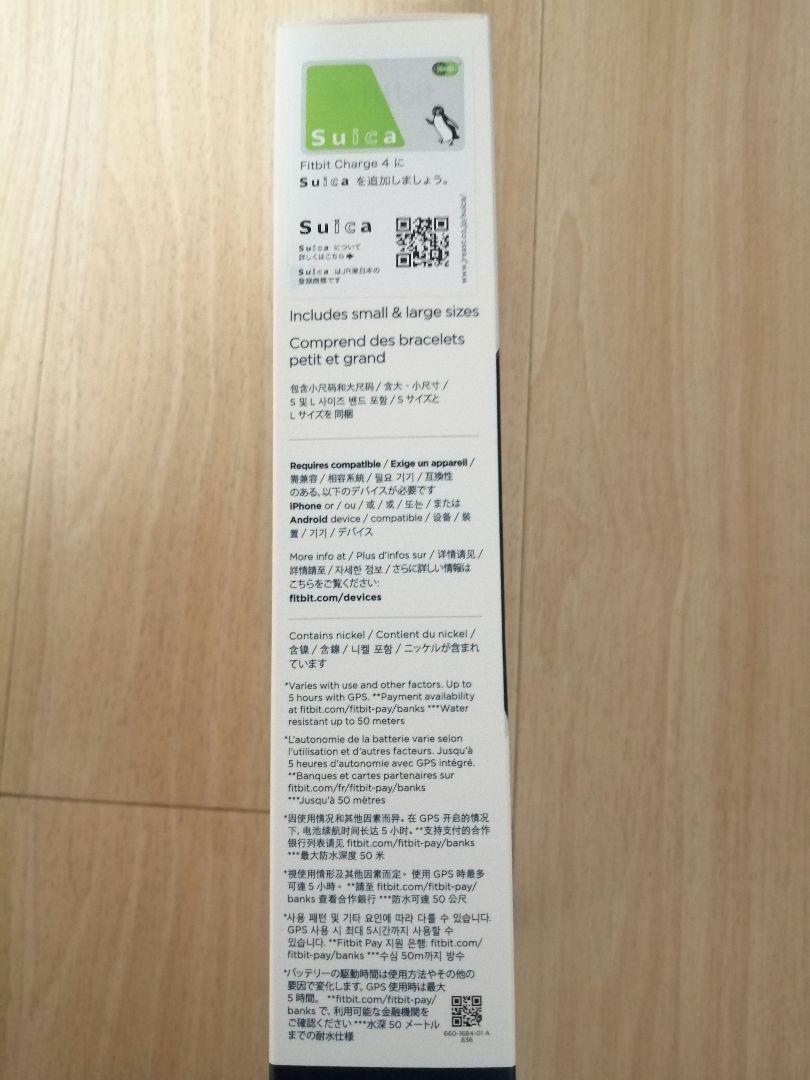 Suica
Fitbit Charge 4 に
Suica を追加しましょう。
Suica
Suica について
詳しくはこちら➡
Suica はJR東日本の
登録商標です
www.jreast.co.jp/suica/
Includes small & large sizes
Comprend des bracelets
petit et grand
包含小尺码和大尺码 / 含大、小尺寸 /
S 및 L 사이즈 밴드 포함 / S サイズと
L サイズを同梱
Requires compatible / Exige un appareil /
需兼容 / 相容系統 / 필요 기기 / 互換性
のある、以下のデバイスが必要です
iPhone or / ou / 或 / 或 / 또는 / または
Android device / compatible / 设备 / 裝
置 / 기기 / デバイス
More info at / Plus d'infos sur / 详情请见 /
詳情請至 / 자세한 정보 / さらに詳しい情報は
こちらをご覧ください:
fitbit.com/devices
Contains nickel / Contient du nickel /
含镍 / 含鎳 / 니켈 포함 / ニッケルが含まれ
ています
*Varies with use and other factors. Up to
5 hours with GPS. **Payment availability
at fitbit.com/fitbit-pay/banks ***Water
resistant up to 50 meters
*L'autonomie de la batterie varie selon
l'utilisation et d'autres facteurs. Jusqu'à
5 heures d'autonomie avec GPS intégré.
**Banques et cartes partenaires sur
fitbit.com/fr/fitbit-pay/banks
***Jusqu'à 50 mètres
*因使用情况和其他因素而异。在 GPS 开启的情况
下，电池续航时间长达 5 小时。**支持支付的合作
银行列表请见 fitbit.com/fitbit-pay/banks
***最大防水深度 50 米
*視使用情形及其他因素而定。使用 GPS 時最多
可達 5 小時。 **請至 fitbit.com/fitbit-pay/
banks 查看合作銀行 ***防水可達 50 公尺
*사용 패턴 및 기타 요인에 따라 다를 수 있습니다.
GPS 사용 시 최대 5시간까지 사용할 수
있습니다. **Fitbit Pay 지원 은행: fitbit.com/
fitbit-pay/banks ***수심 50m까지 방수
*バッテリーの駆動時間は使用方法やその他の
要因で変化します。GPS 使用時は最大
5 時間。 **fitbit.com/fitbit-pay/
banks で、利用可能な金融機関を
ご確認ください ***水深 50 メートル
までの耐水仕様
660-1684-01 A
836